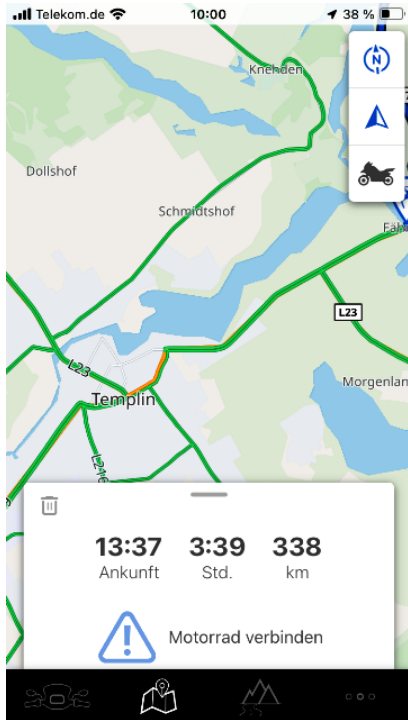 Telekom.de 10:00 38 %
Knehden
N
Dollshof
Schmidtshof
L23
Morgenlan
L23
Templin
L216
13:37 3:39 338
Ankunft Std. km
Motorrad verbinden